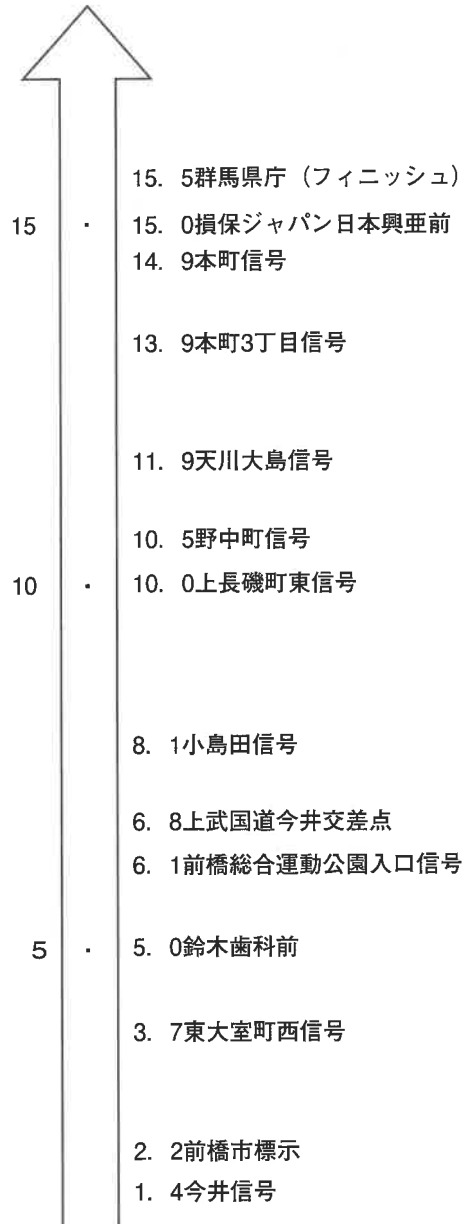 15. 5群馬県庁（フィニッシュ）
15 ・ 15. 0損保ジャパン日本興亜前
14. 9本町信号
13. 9本町3丁目信号
11. 9天川大島信号
10. 5野中町信号
10 ・ 10. 0上長磯町東信号
8. 1小島田信号
6. 8上武国道今井交差点
6. 1前橋総合運動公園入口信号
5 ・ 5. 0鈴木歯科前
3. 7東大室町西信号
2. 2前橋市標示
1. 4今井信号